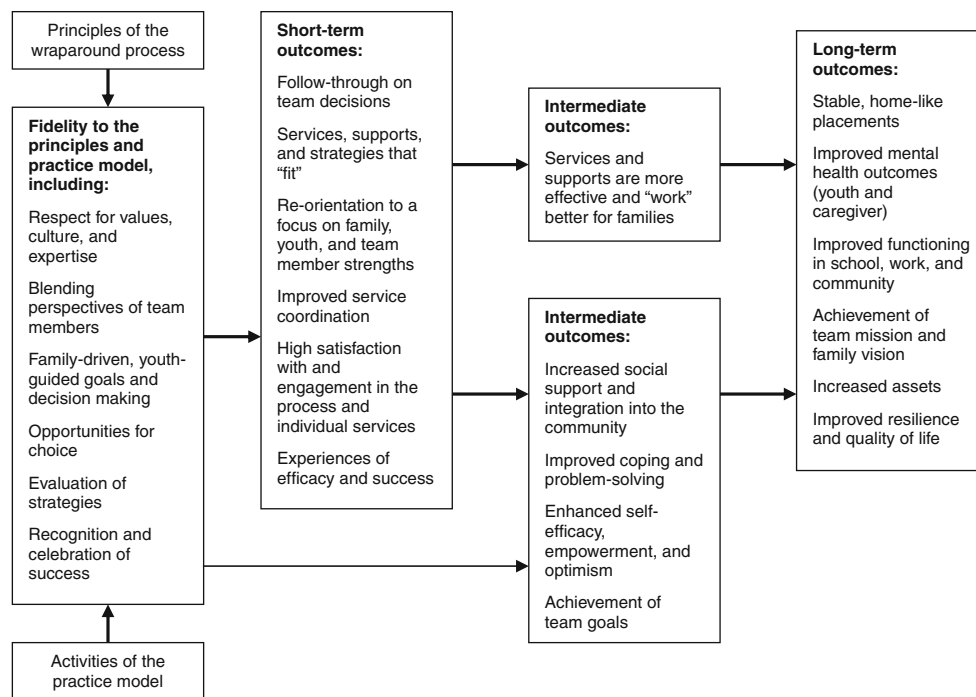 Principles of the
wraparound process
Fidelity to the
principles and
practice model,
including:
Respect for values,
culture, and
expertise
Blending
perspectives of team
members
Family-driven, youth-
guided goals and
decision making
Opportunities for
choice
Evaluation of
strategies
Recognition and
celebration of
success
Activities of the
practice model
Short-term
outcomes:
Follow-through on
team decisions
Services, supports,
and strategies that
“fit”
Re-orientation to a
focus on family,
youth, and team
member strengths
Improved service
coordination
High satisfaction
with and
engagement in the
process and
individual services
Experiences of
efficacy and success
Intermediate
outcomes:
Services and
supports are more
effective and “work”
better for families
Intermediate
outcomes:
Increased social
support and
integration into the
community
Improved coping and
problem-solving
Enhanced self-
efficacy,
empowerment, and
optimism
Achievement of
team goals
Long-term
outcomes:
Stable, home-like
placements
Improved mental
health outcomes
(youth and
caregiver)
Improved functioning
in school, work, and
community
Achievement of
team mission and
family vision
Increased assets
Improved resilience
and quality of life